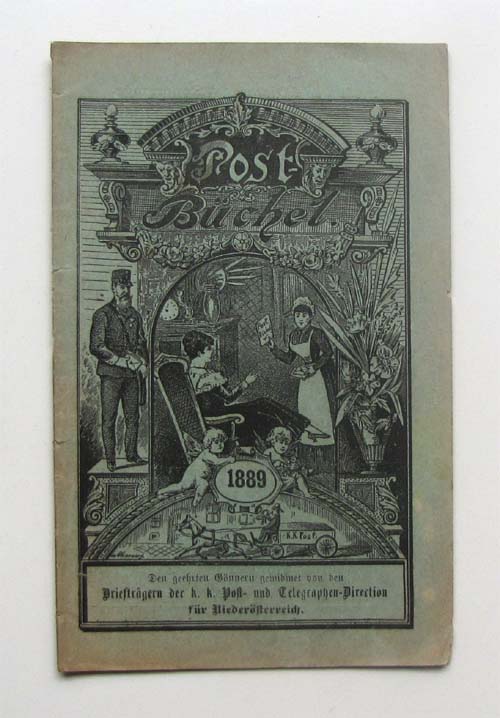 Post-
Büchel.
1889
K.K Post.
Den geehrten Gönnern gewidmet von den
Briefträgern der k. k. Post- und Telegraphen-Direction
für Niederösterreich.